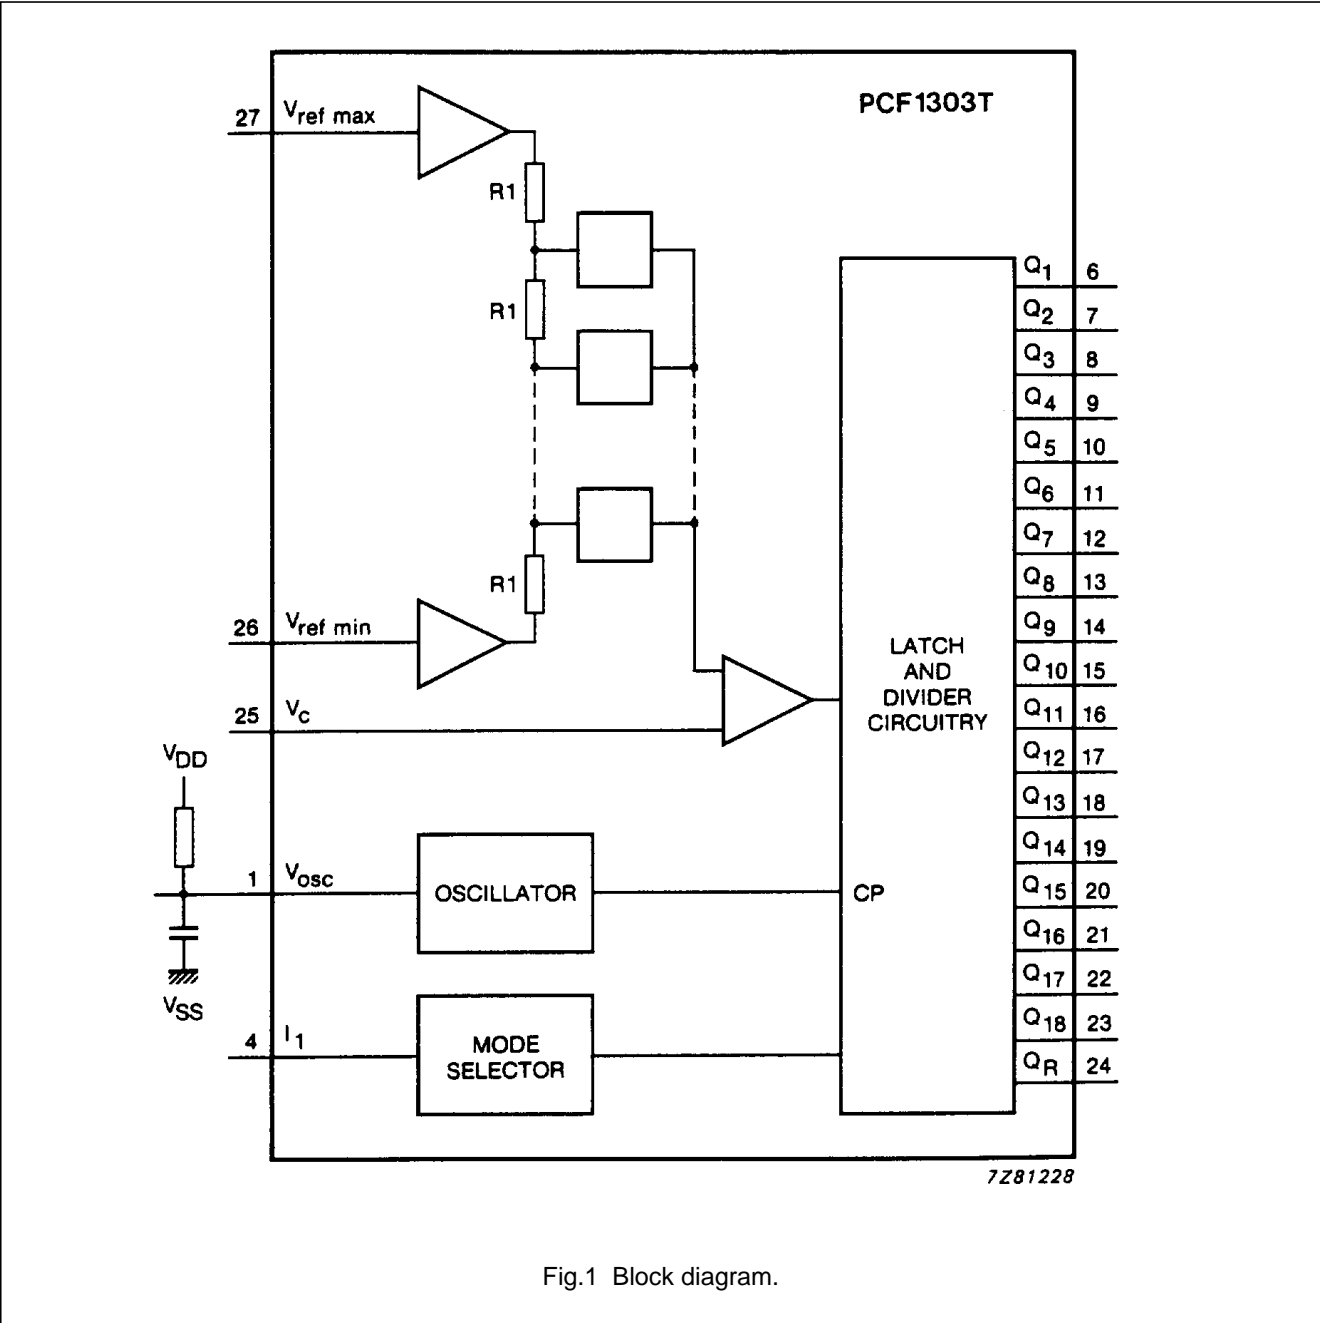 PCF1303T
27 Vref max
R1
R1
R1
26 Vref min
25 VC
VDD
1 Vosc
VSS
4 I1
OSCILLATOR
MODE
SELECTOR
LATCH
AND
DIVIDER
CIRCUITRY
CP
Q1 6
Q2 7
Q3 8
Q4 9
Q5 10
Q6 11
Q7 12
Q8 13
Q9 14
Q10 15
Q11 16
Q12 17
Q13 18
Q14 19
Q15 20
Q16 21
Q17 22
Q18 23
QR 24
7Z81228
Fig.1 Block diagram.